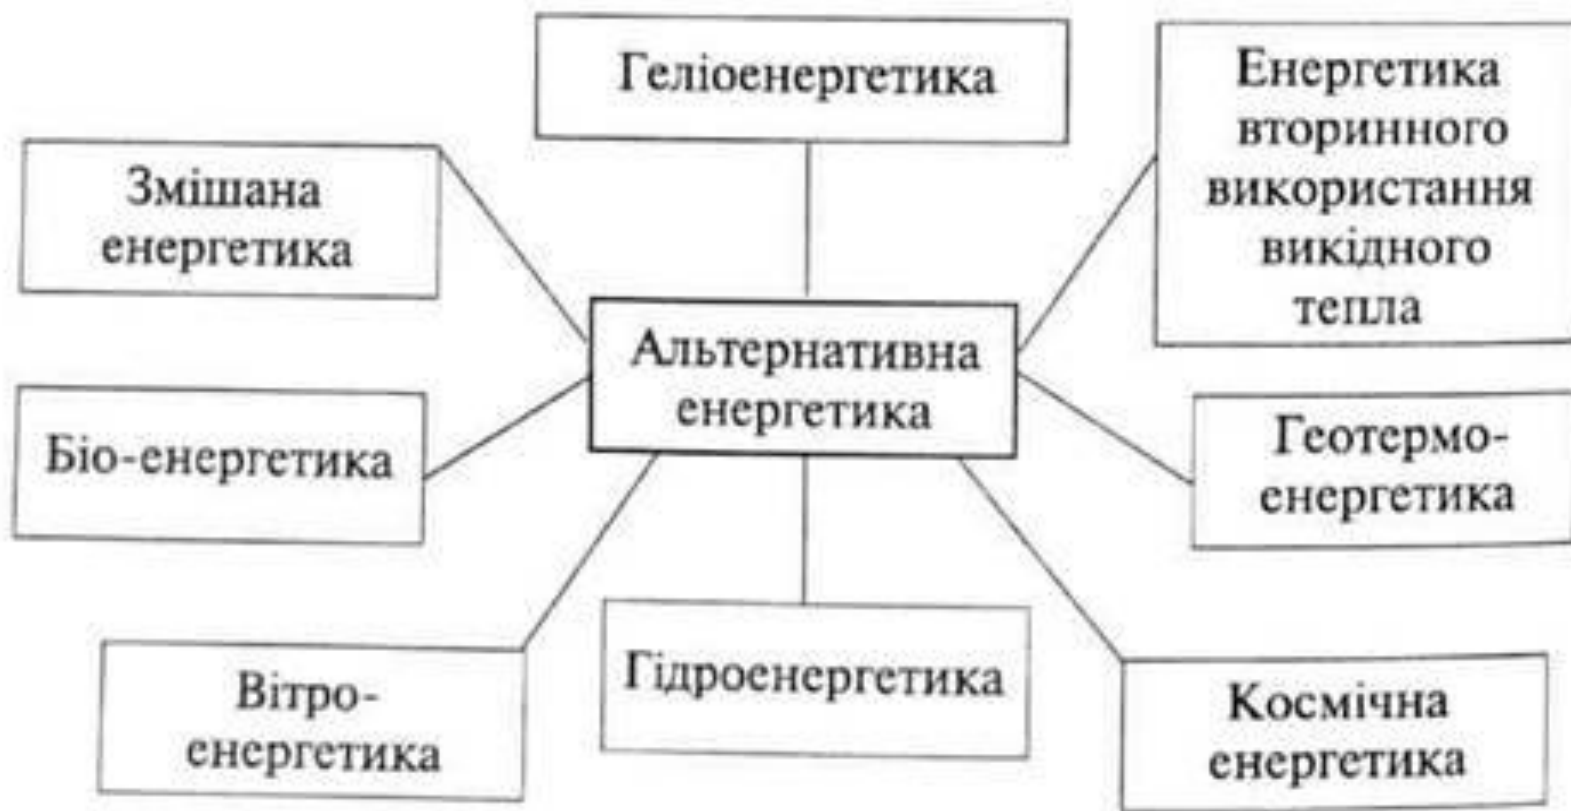 Геліоенергетика
Енергетика
вторинного
використання
викідного
тепла
Змішана
енергетика
Альтернативна
енергетика
Біо-енергетика
Геотермо-
енергетика
Вітро-
енергетика
Гідроенергетика
Космічна
енергетика